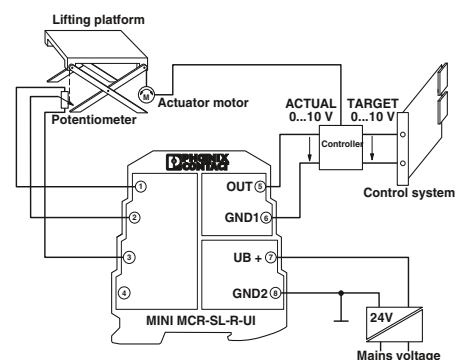 Lifting platform
M
Actuator motor
Potentiometer
ACTUAL
0...10 V
TARGET
0...10 V
Controller
Control system
PHOENIX
CONTACT
1
2
3
4
OUT 5
GND1 6
UB + 7
GND2 8
MINI MCR-SL-R-UI
24V
Mains voltage